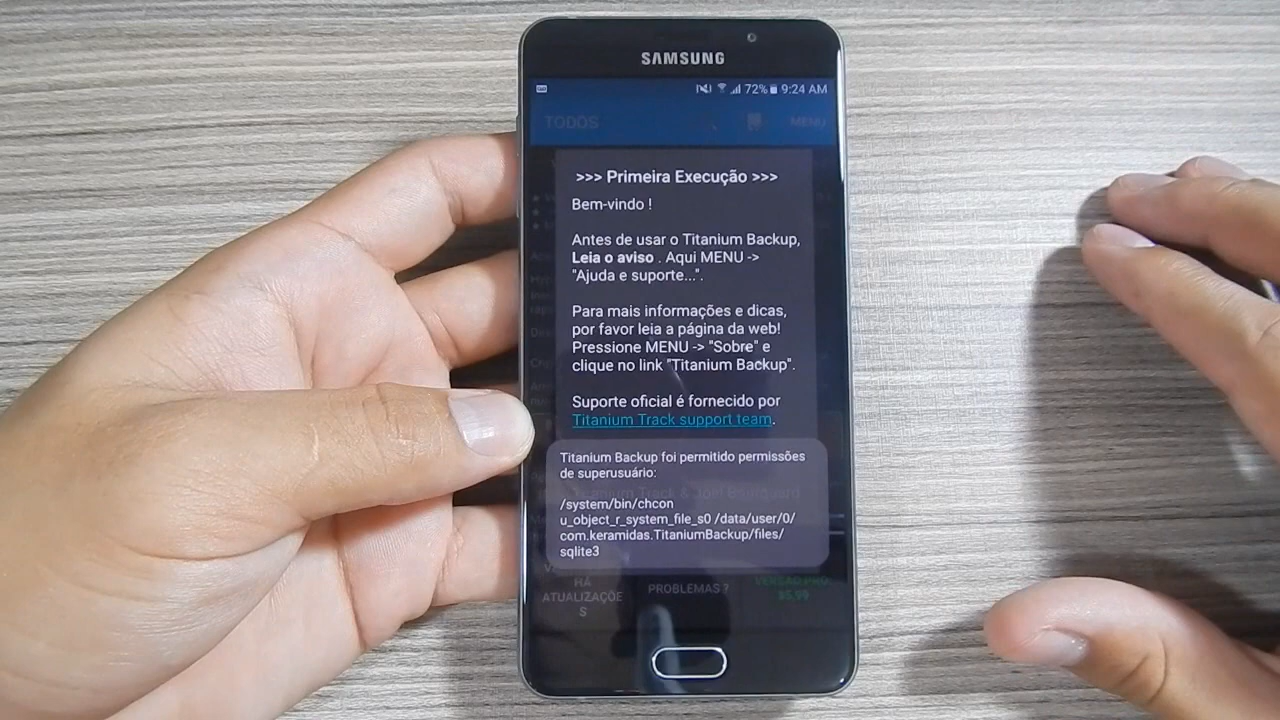 SAMSUNG
72% 9:24 AM
TODOS
MENU
>>> Primeira Execução >>>
Bem-vindo !
Antes de usar o Titanium Backup,
Leia o aviso . Aqui MENU ->
"Ajuda e suporte...".
Para mais informações e dicas,
por favor leia a página da web!
Pressione MENU -> "Sobre" e
clique no link "Titanium Backup".
Suporte oficial é fornecido por
Titanium Track support team.
Titanium Backup foi permitido permissões
de superusuário:
/system/bin/chcon
u_object_r_system_file_s0 /data/user/0/
com.keramidas.TitaniumBackup/files/
sqlite3
HÁ
ATUALIZAÇÕE
S
PROBLEMAS ?
VERSÃO PRO:
$5,99